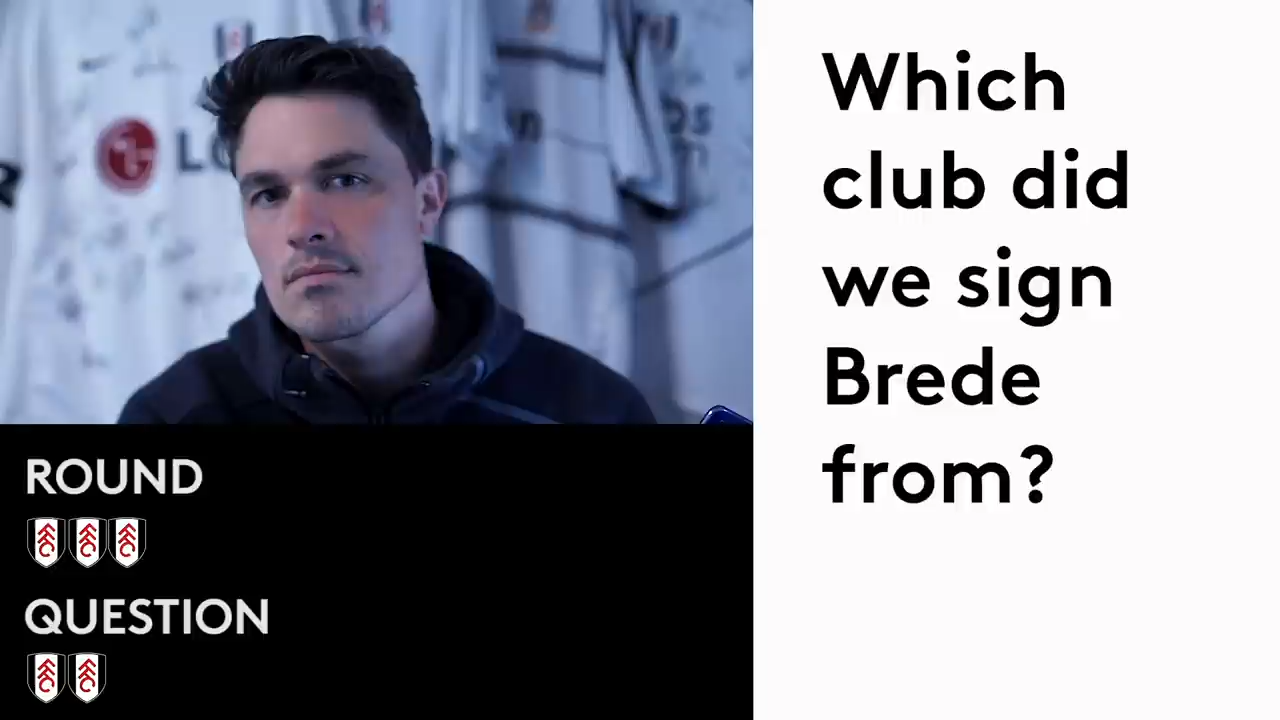 Which
club did
we sign
Brede
from?
ROUND
QUESTION